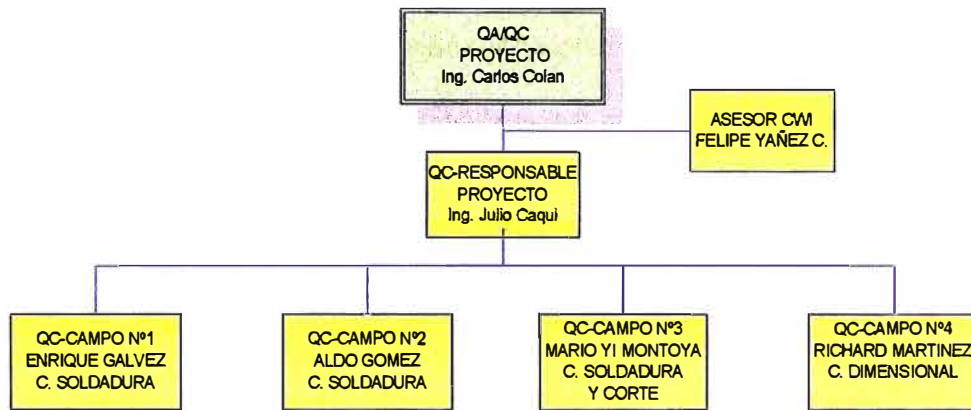 QA/QC
PROYECTO
Ing. Carlos Colan
ASESOR CWI
FELIPE YAÑEZ C.
QC-RESPONSABLE
PROYECTO
Ing. Julio Caqui
QC-CAMPO Nº1
ENRIQUE GALVEZ
C. SOLDADURA
QC-CAMPO Nº2
ALDO GOMEZ
C. SOLDADURA
QC-CAMPO Nº3
MARIO YI MONTOYA
C. SOLDADURA
Y CORTE
QC-CAMPO Nº4
RICHARD MARTINEZ
C. DIMENSIONAL